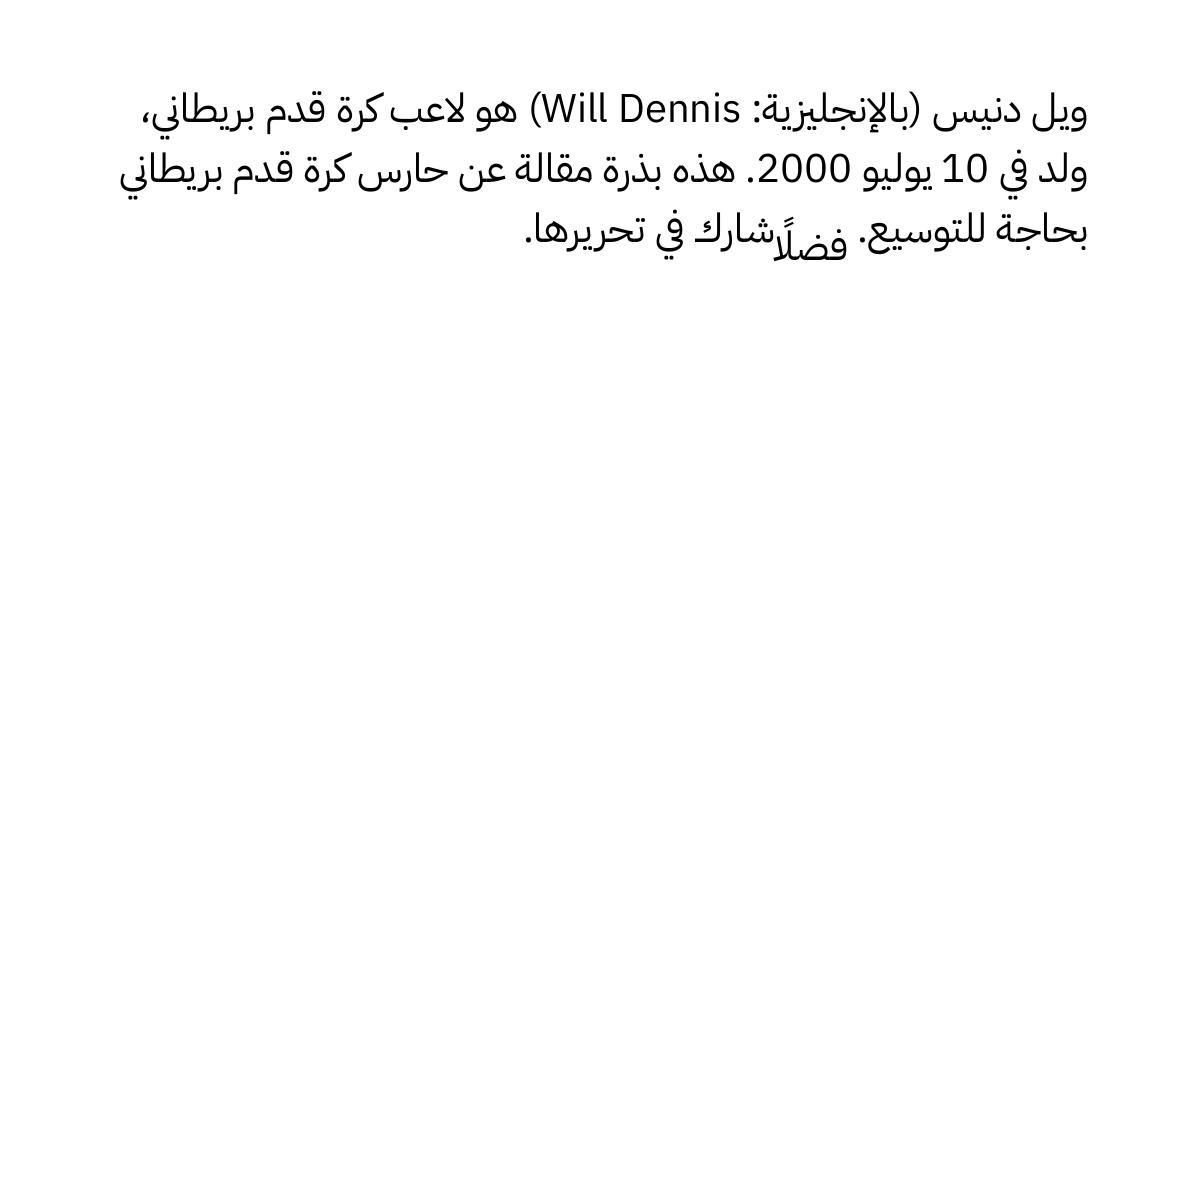 ويل دنيس (بالإنجليزية: Will Dennis) هو لاعب كرة قدم بريطاني،
ولد في 10 يوليو 2000. هذه بذرة مقالة عن حارس كرة قدم بريطاني
بحاجة للتوسيع. فضلًا شارك في تحريرها.